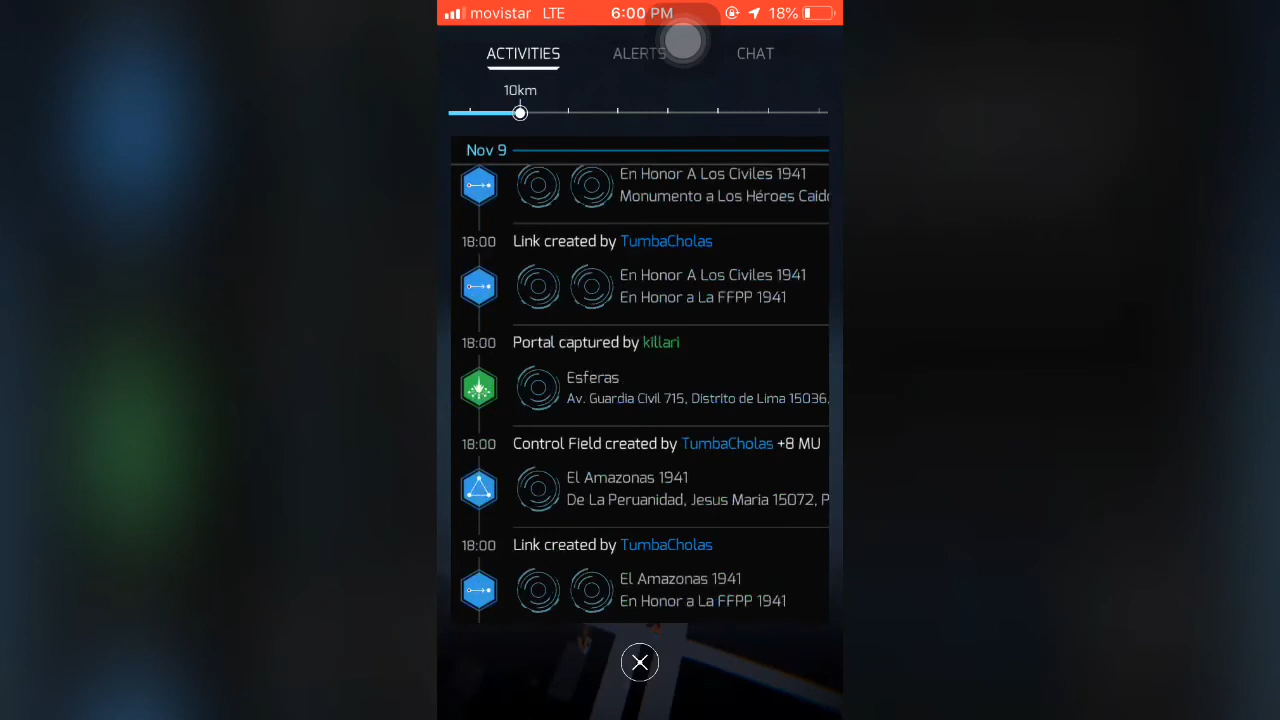 movistar LTE 6:00 PM 18%
ACTIVITIES ALERTS CHAT
10km
Nov 9
En Honor A Los Civiles 1941
Monumento a Los Héroes Caido
18:00 Link created by TumbaCholas
En Honor A Los Civiles 1941
En Honor a La FFPP 1941
18:00 Portal captured by k1llari
Esferas
Av. Guardia Civil 715, Distrito de Lima 15036,
18:00 Control Field created by TumbaCholas +8 MU
El Amazonas 1941
De La Peruanidad, Jesus Maria 15072, P
18:00 Link created by TumbaCholas
El Amazonas 1941
En Honor a La FFPP 1941